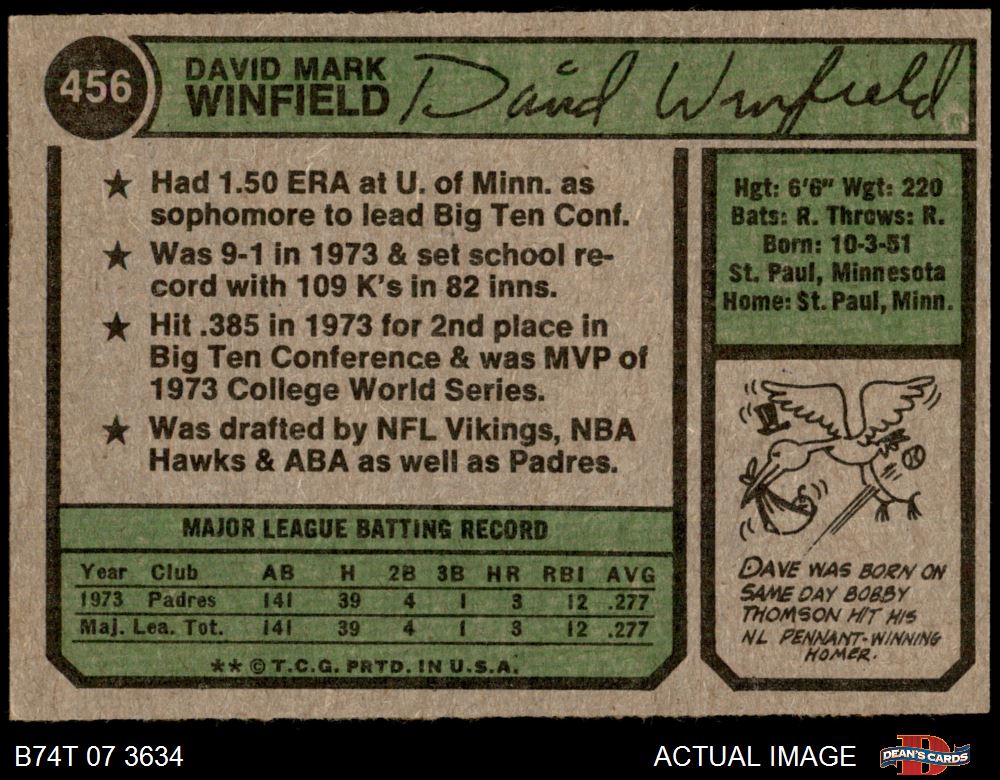 456
DAVID MARK
WINFIELD
David Winfield
★ Had 1.50 ERA at U. of Minn. as
sophomore to lead Big Ten Conf.
★ Was 9-1 in 1973 & set school re-
cord with 109 K's in 82 inns.
★ Hit .385 in 1973 for 2nd place in
Big Ten Conference & was MVP of
1973 College World Series.
★ Was drafted by NFL Vikings, NBA
Hawks & ABA as well as Padres.
Hgt: 6'6" Wgt: 220
Bats: R. Throws: R.
Born: 10-3-51
St. Paul, Minnesota
Home: St. Paul, Minn.
DAVE WAS BORN ON
SAME DAY BOBBY
THOMSON HIT HIS
NL PENNANT-WINNING
HOMER.
MAJOR LEAGUE BATTING RECORD
Year Club AB H 2B 3B HR RBI AVG
1973 Padres 141 39 4 1 3 12 .277
Maj. Lea. Tot. 141 39 4 1 3 12 .277
** © T.C.G. PRTD. IN U.S.A.
B74T 07 3634
ACTUAL IMAGE
DEAN'S CARDS